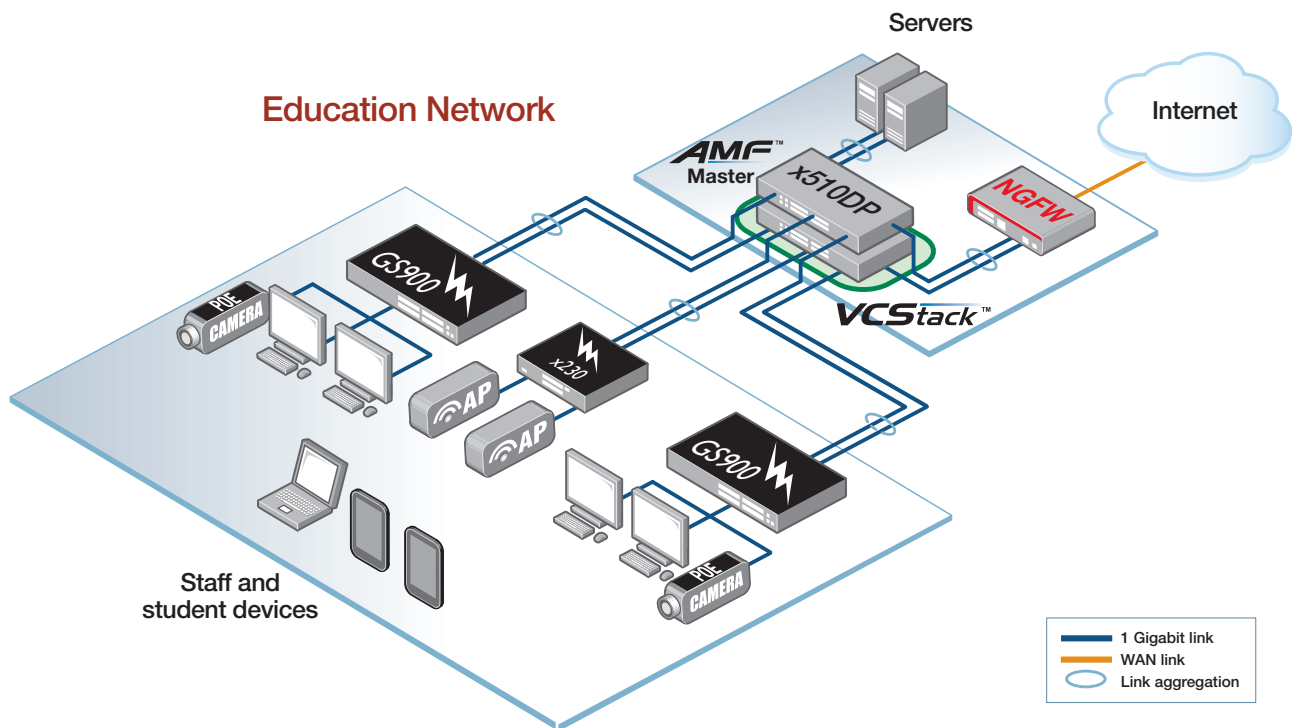 Servers
Education Network
Internet
AMF™
Master
x510DP
NGFW
VCStack™
GS900
POE
CAMERA
x230
AP
AP
GS900
POE
CAMERA
Staff and
student devices
1 Gigabit link
WAN link
Link aggregation